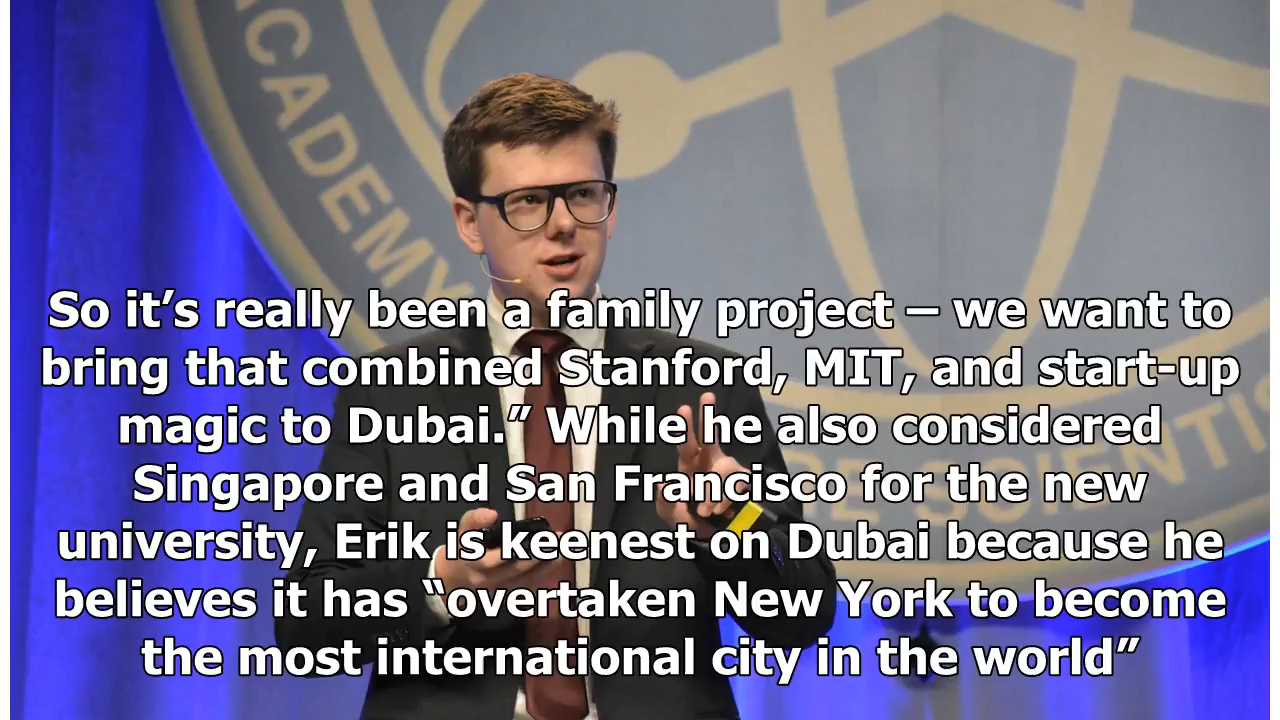 ACADEMY
E SCIENTIS
So it’s really been a family project – we want to
bring that combined Stanford, MIT, and start-up
magic to Dubai.” While he also considered
Singapore and San Francisco for the new
university, Erik is keenest on Dubai because he
believes it has “overtaken New York to become
the most international city in the world”